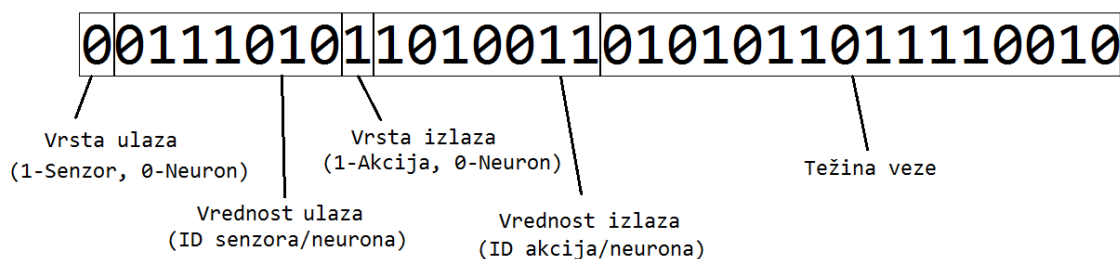 0 0111010 1 1010011 0101011011110010
Vrsta ulaza
(1-Senzor, 0-Neuron)
Vrsta izlaza
(1-Akcija, 0-Neuron)
Težina veze
Vrednost ulaza
(ID senzora/neurona)
Vrednost izlaza
(ID akcija/neurona)